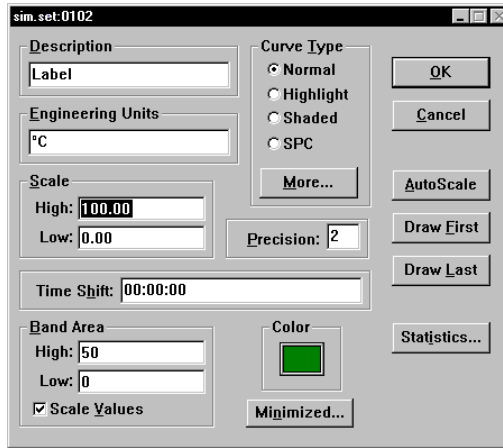 sim.set:0102
Description
Label
Engineering Units
°C
Scale
High: 100.00
Low: 0.00
Curve Type
Normal
Highlight
Shaded
SPC
More...
Precision: 2
Time Shift: 00:00:00
Band Area
High: 50
Low: 0
Scale Values
Color
Minimized...
OK
Cancel
AutoScale
Draw First
Draw Last
Statistics...